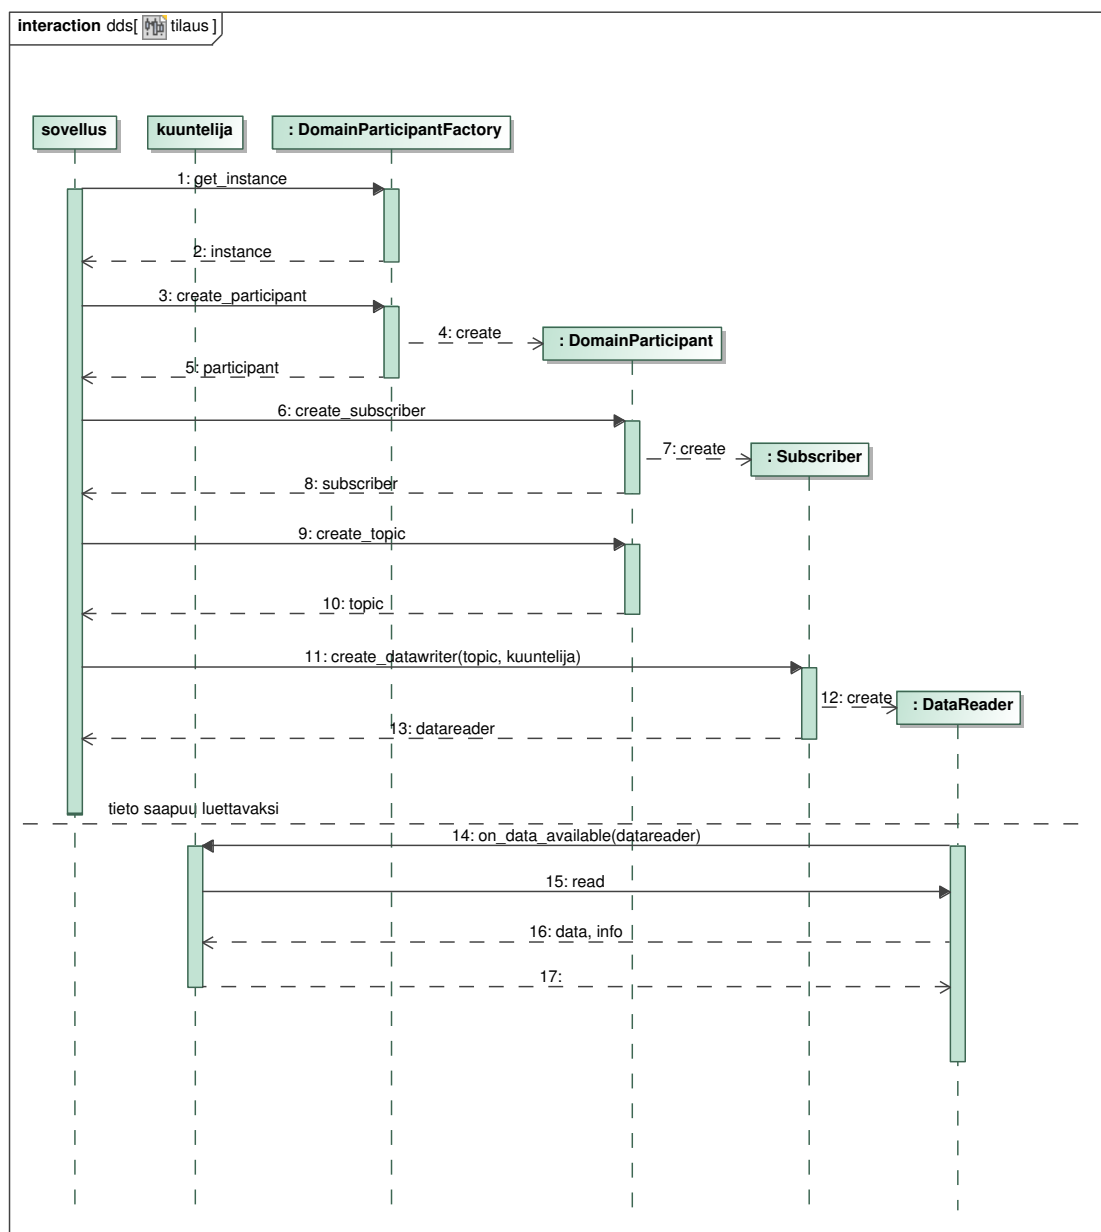 interaction dds[ tilaus ]
sovellus kuuntelija : DomainParticipantFactory
1: get_instance
2: instance
3: create_participant
4: create : DomainParticipant
5: participant
6: create_subscriber
7: create : Subscriber
8: subscriber
9: create_topic
10: topic
11: create_datawriter(topic, kuuntelija)
12: create : DataReader
13: datareader
tieto saapuu luettavaksi
14: on_data_available(datareader)
15: read
16: data, info
17: